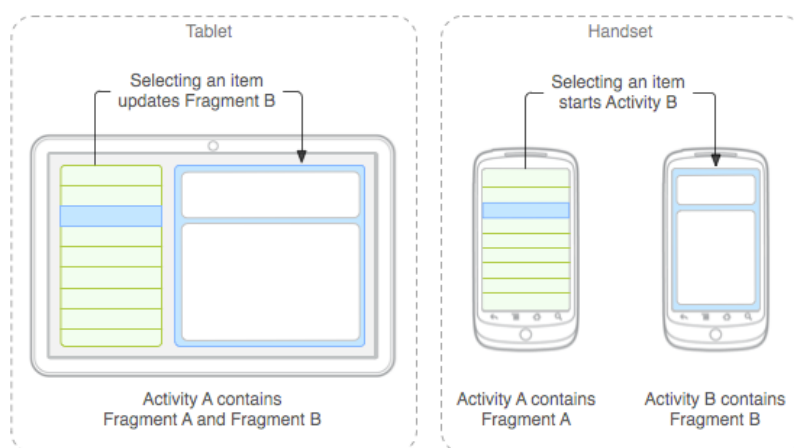 Tablet
Selecting an item
updates Fragment B
Activity A contains
Fragment A and Fragment B
Handset
Selecting an item
starts Activity B
Activity A contains
Fragment A
Activity B contains
Fragment B